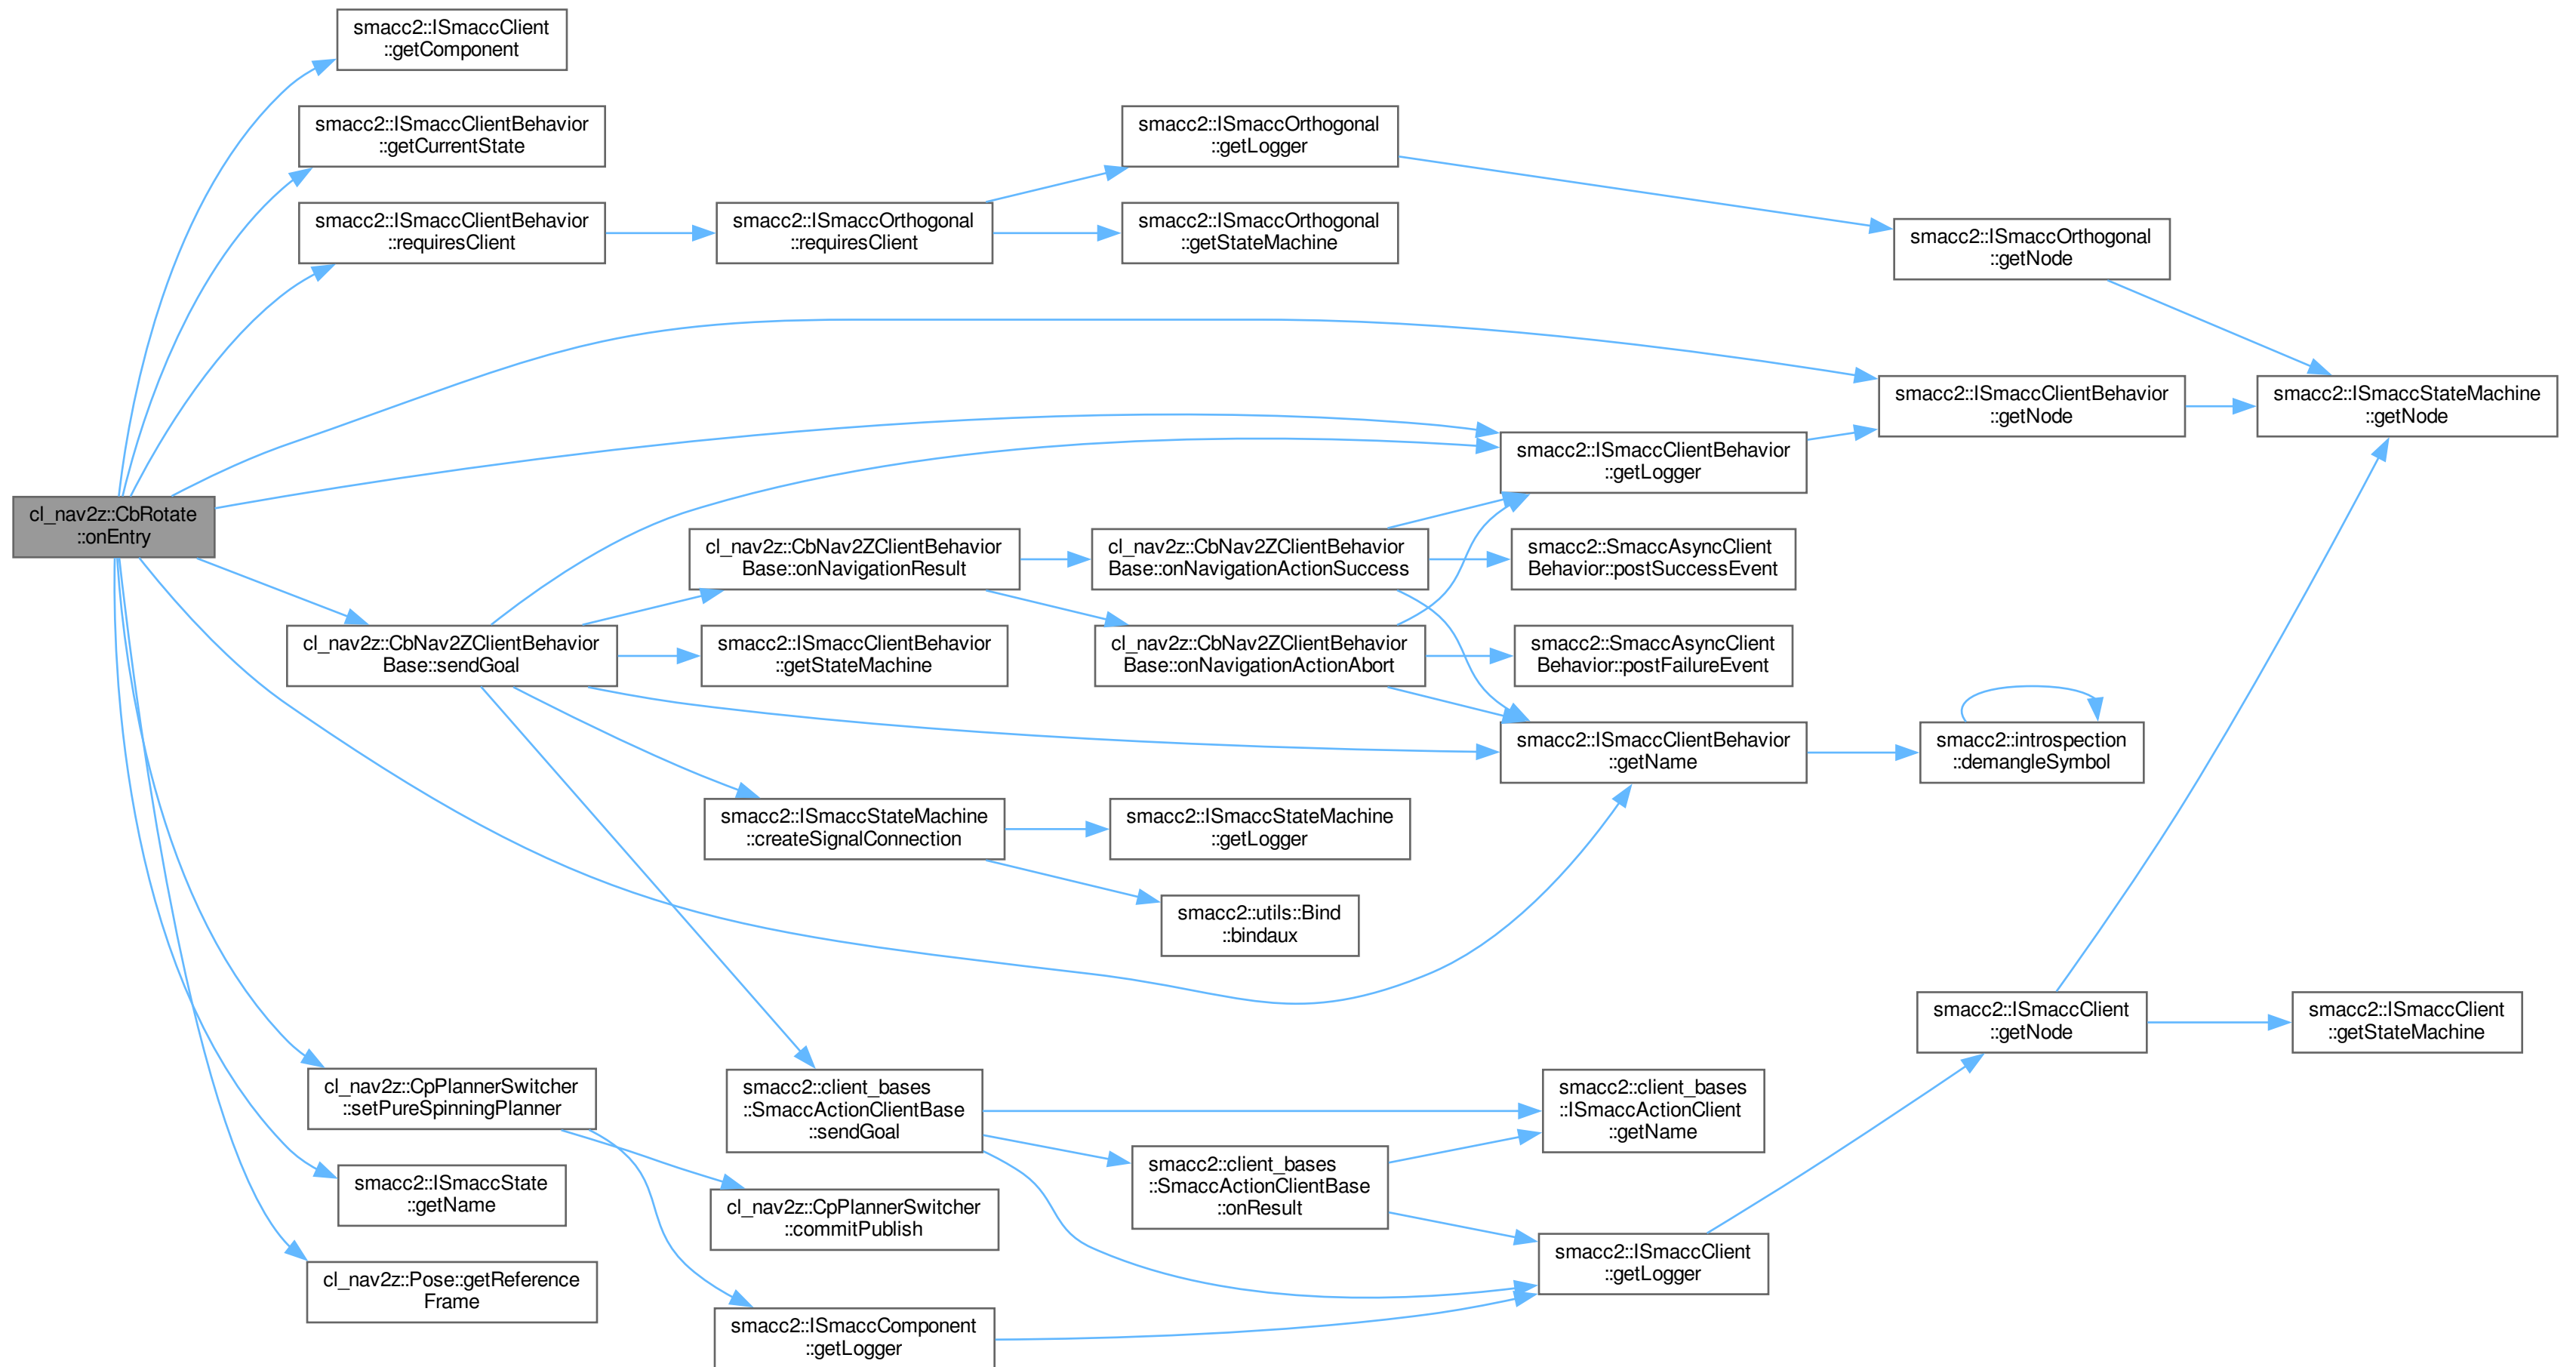 smacc2::ISmaccClient
::getComponent
smacc2::ISmaccClientBehavior
::getCurrentState
smacc2::ISmaccOrthogonal
::getLogger
smacc2::ISmaccClientBehavior
::requiresClient
smacc2::ISmaccOrthogonal
::requiresClient
smacc2::ISmaccOrthogonal
::getStateMachine
smacc2::ISmaccOrthogonal
::getNode
smacc2::ISmaccClientBehavior
::getNode
smacc2::ISmaccStateMachine
::getNode
smacc2::ISmaccClientBehavior
::getLogger
cl_nav2z::CbRotate
::onEntry
cl_nav2z::CbNav2ZClientBehavior
Base::onNavigationResult
cl_nav2z::CbNav2ZClientBehavior
Base::onNavigationActionSuccess
smacc2::SmaccAsyncClient
Behavior::postSuccessEvent
cl_nav2z::CbNav2ZClientBehavior
Base::sendGoal
smacc2::ISmaccClientBehavior
::getStateMachine
cl_nav2z::CbNav2ZClientBehavior
Base::onNavigationActionAbort
smacc2::SmaccAsyncClient
Behavior::postFailureEvent
smacc2::ISmaccClientBehavior
::getName
smacc2::introspection
::demangleSymbol
smacc2::ISmaccStateMachine
::createSignalConnection
smacc2::ISmaccStateMachine
::getLogger
smacc2::utils::Bind
::bindaux
smacc2::ISmaccClient
::getNode
smacc2::ISmaccClient
::getStateMachine
cl_nav2z::CpPlannerSwitcher
::setPureSpinningPlanner
smacc2::client_bases
::SmaccActionClientBase
::sendGoal
smacc2::client_bases
::ISmaccActionClient
::getName
smacc2::client_bases
::SmaccActionClientBase
::onResult
smacc2::ISmaccState
::getName
cl_nav2z::CpPlannerSwitcher
::commitPublish
smacc2::ISmaccClient
::getLogger
cl_nav2z::Pose::getReference
Frame
smacc2::ISmaccComponent
::getLogger